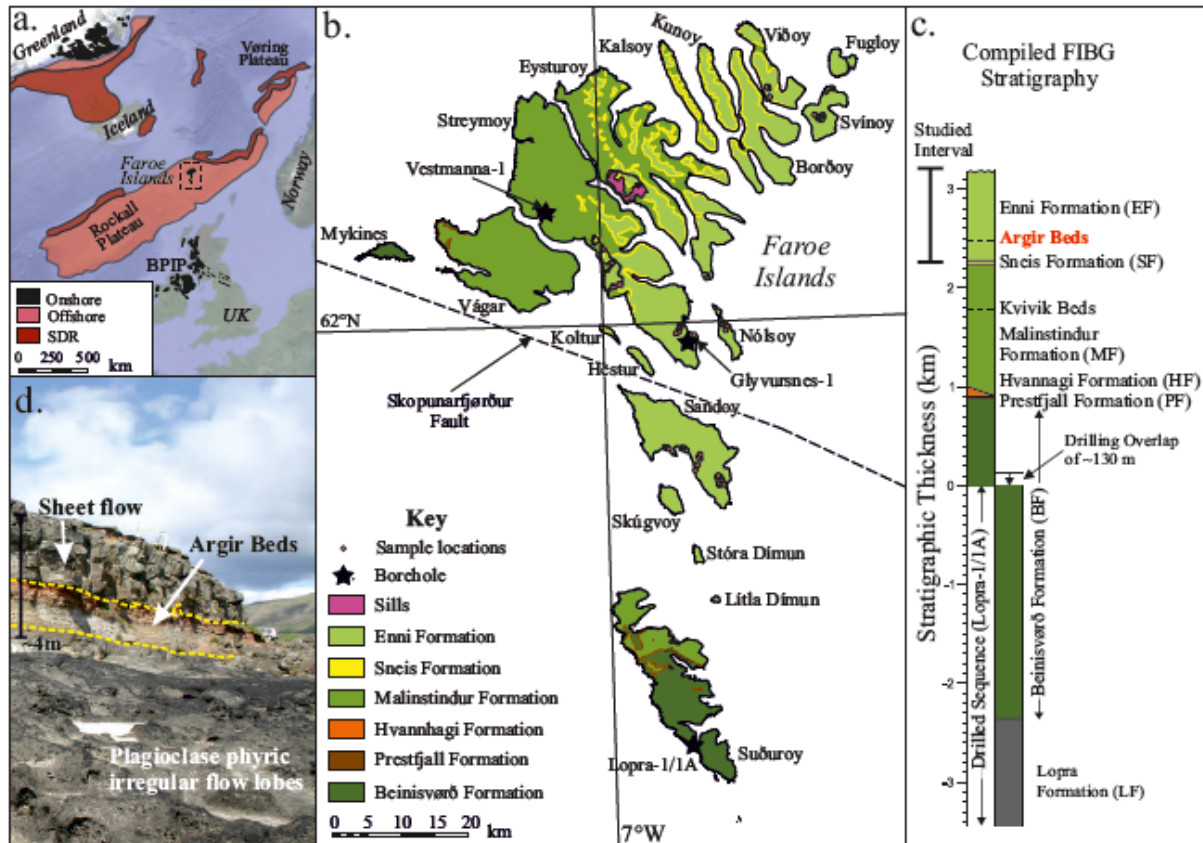 a.
Greenland
Vøring
Plateau
Iceland
Faroe
Islands
Norway
Rockall
Plateau
BPIP
UK
Onshore
Offshore
SDR
0 250 500
km
b.
Kalsoy
Kunoy
Viðoy
Fugloy
Eysturoy
Svínoy
Streymoy
Borðoy
Vestmanna-1
Mykines
Faroe
Islands
Vágar
62°N
Koltur
Nólsoy
Hestur
Glyvursnes-1
Skopunarfjørður
Fault
Sandoy
Skúgvoy
Stóra Dímun
Lítla Dímun
Lopra-1/1A
Suðuroy
7°W
Key
Sample locations
Borehole
Sills
Enni Formation
Sneis Formation
Malinstindur Formation
Hvannhagi Formation
Prestfjall Formation
Beinisvørð Formation
0 5 10 15 20
km
c.
Compiled FIBG
Stratigraphy
Studied
Interval
3
Enni Formation (EF)
Argir Beds
Sneis Formation (SF)
2
Kvivik Beds
Malinstindur
Formation (MF)
Hvannagi Formation (HF)
1
Prestfjall Formation (PF)
Drilling Overlap
of ~130 m
0
-1
-2
-3
Stratigraphic Thickness (km)
Drilled Sequence (Lopra-1/1A)
Beinisvørð Formation (BF)
Lopra
Formation (LF)
d.
Sheet flow
Argir Beds
~4m
Plagioclase phyric
irregular flow lobes